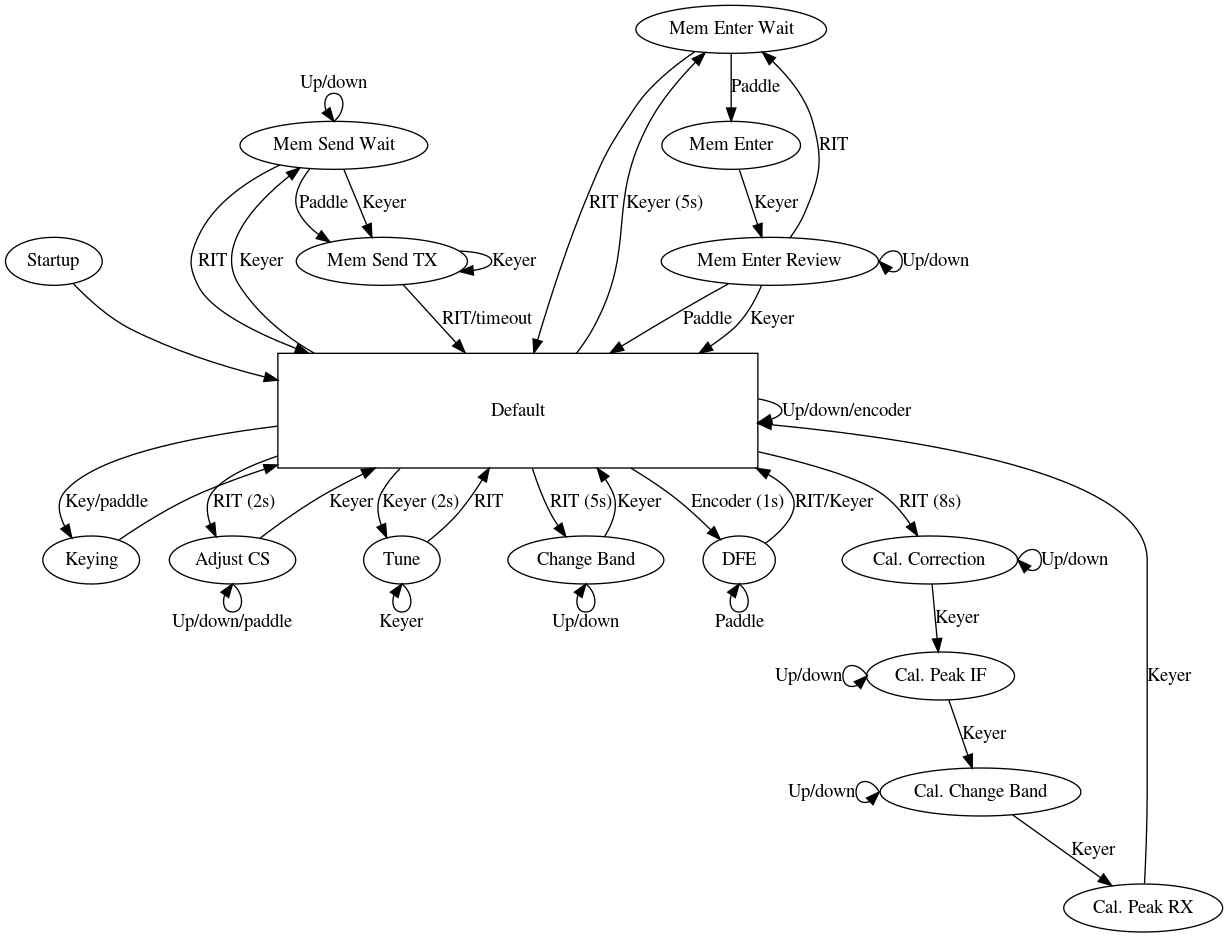 Mem Enter Wait
Up/down
Paddle
Mem Send Wait
Mem Enter
RIT
Paddle
Keyer
RIT
Keyer (5s)
Keyer
Startup
RIT
Keyer
Mem Send TX
Keyer
Mem Enter Review
Up/down
RIT/timeout
Paddle
Keyer
Default
Up/down/encoder
Key/paddle
RIT (2s)
Keyer
Keyer (2s)
RIT
RIT (5s)
Keyer
Encoder (1s)
RIT/Keyer
RIT (8s)
Keying
Adjust CS
Tune
Change Band
DFE
Cal. Correction
Up/down
Up/down/paddle
Keyer
Up/down
Paddle
Keyer
Up/down
Cal. Peak IF
Keyer
Keyer
Up/down
Cal. Change Band
Keyer
Cal. Peak RX